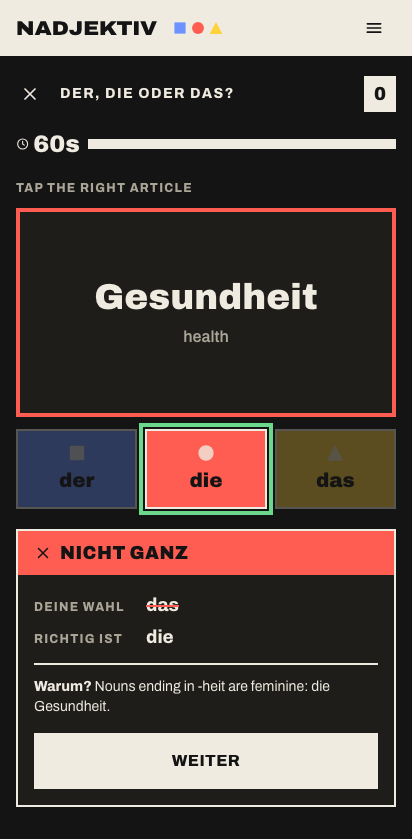 NADJEKTIV
DER, DIE ODER DAS?
0
60s
TAP THE RIGHT ARTICLE
Gesundheit
health
der
die
das
NICHT GANZ
DEINE WAHL das
RICHTIG IST die
Warum? Nouns ending in -heit are feminine: die
Gesundheit.
WEITER